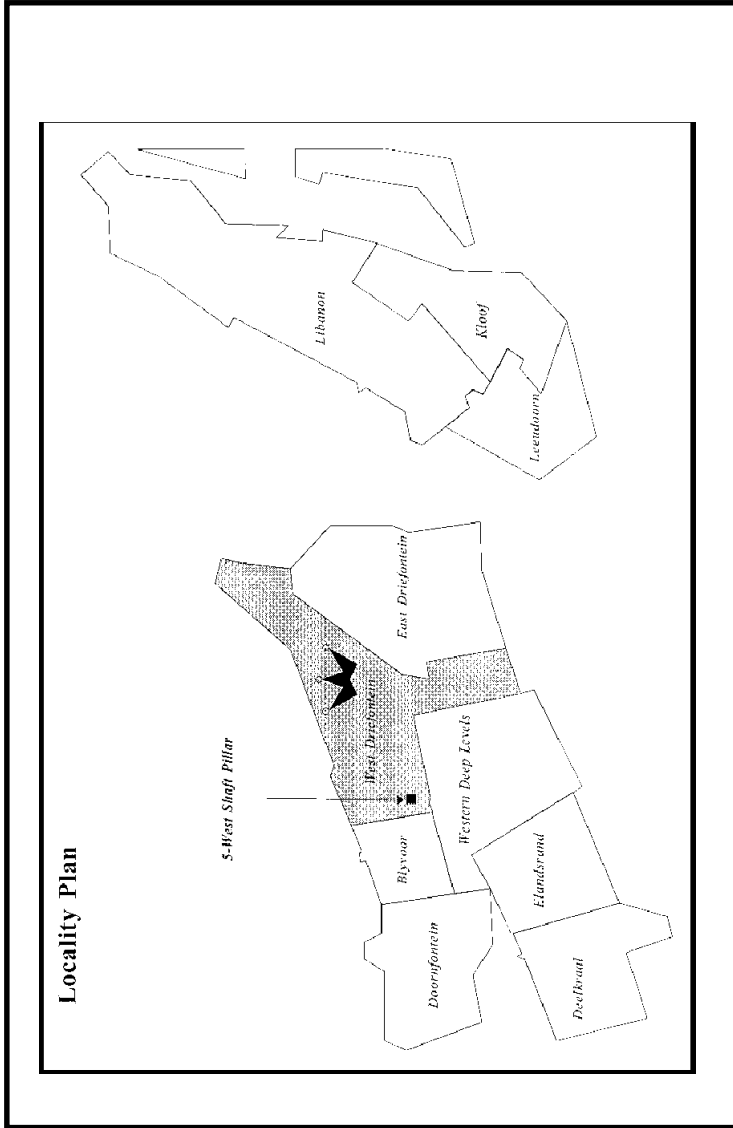 Locality Plan
5-West Shaft Pillar
Libanon
Kloof
Leeudoorn
West Driefontein
East Driefontein
Blyvoor
Western Deep Levels
Doornfontein
Elandsrand
Deelkraal